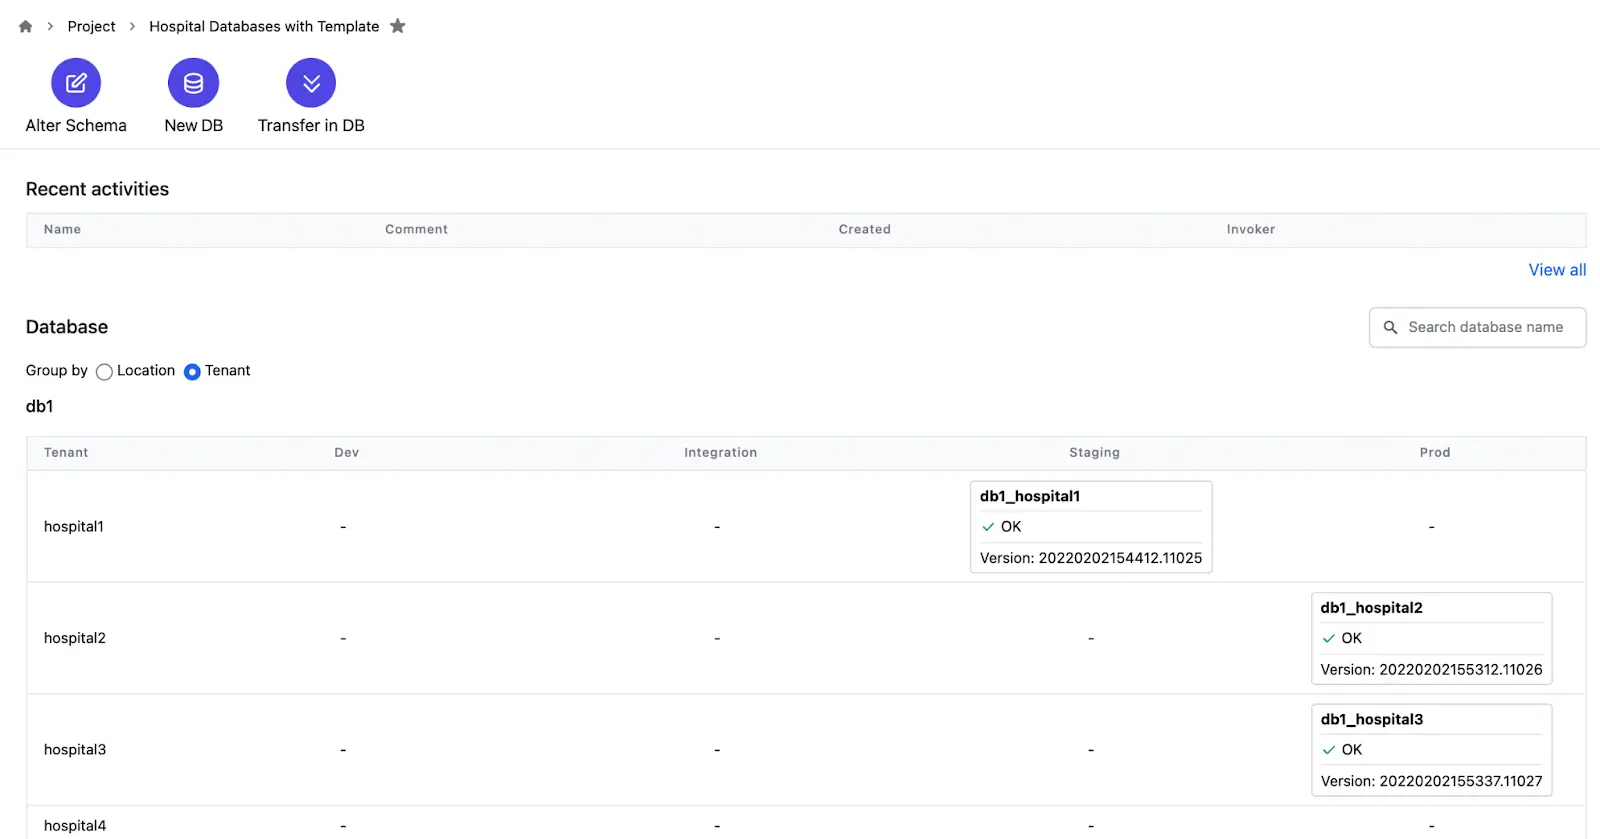 Project Hospital Databases with Template
Alter Schema New DB Transfer in DB
Recent activities
Name Comment Created Invoker
View all
Database
Search database name
Group by Location Tenant
db1
Tenant Dev Integration Staging Prod
db1_hospital1
hospital1 - - OK -
Version: 20220202154412.11025
db1_hospital2
hospital2 - - - OK
Version: 20220202155312.11026
db1_hospital3
hospital3 - - - OK
Version: 20220202155337.11027
hospital4 - - - -